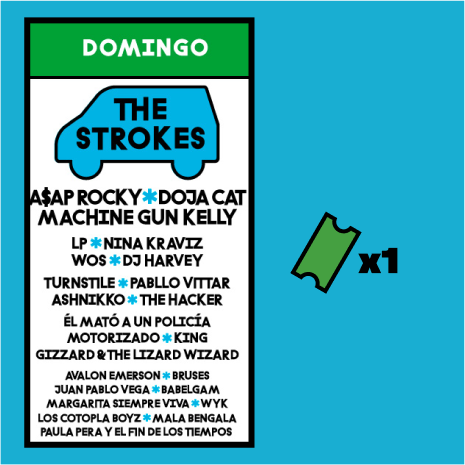 DOMINGO
THE
STROKES
A$AP ROCKY*DOJA CAT
MACHINE GUN KELLY
LP*NINA KRAVIZ
WOS*DJ HARVEY
TURNSTILE*PABLLO VITTAR
ASHNIKKO*THE HACKER
ÉL MATÓ A UN POLICÍA
MOTORIZADO*KING
GIZZARD & THE LIZARD WIZARD
AVALON EMERSON*BRUSES
JUAN PABLO VEGA*BABELGAM
MARGARITA SIEMPRE VIVA*WYK
LOS COTOPLA BOYZ*MALA BENGALA
PAULA PERA Y EL FIN DE LOS TIEMPOS
x1